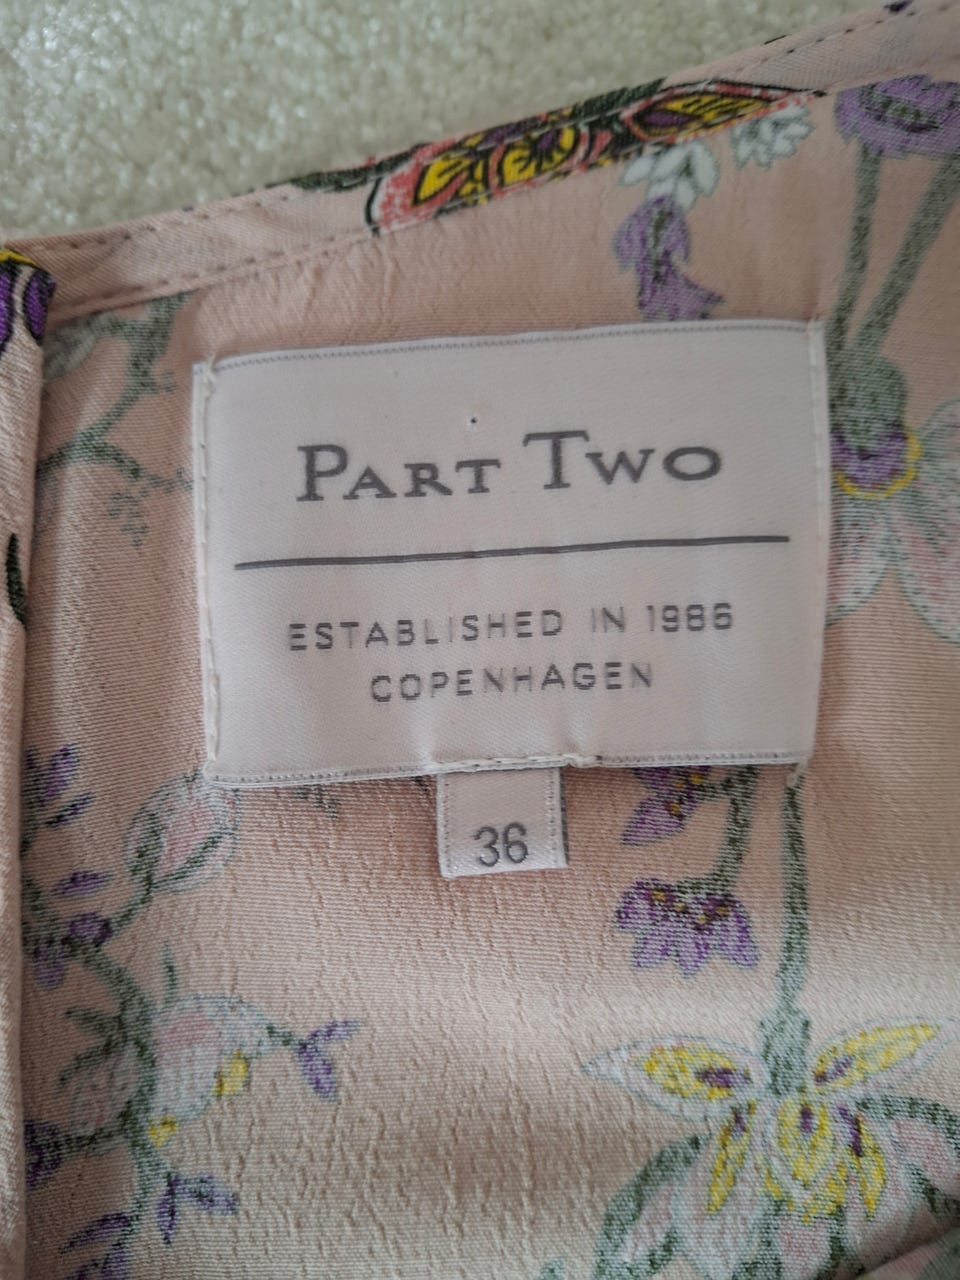 PART TWO
ESTABLISHED IN 1986
COPENHAGEN
36